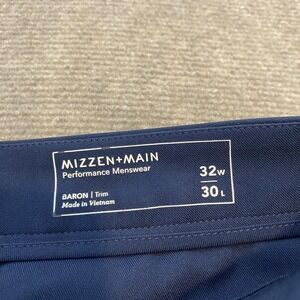 MIZZEN+MAIN
Performance Menswear
32W
BARON | Trim
30L
Made in Vietnam